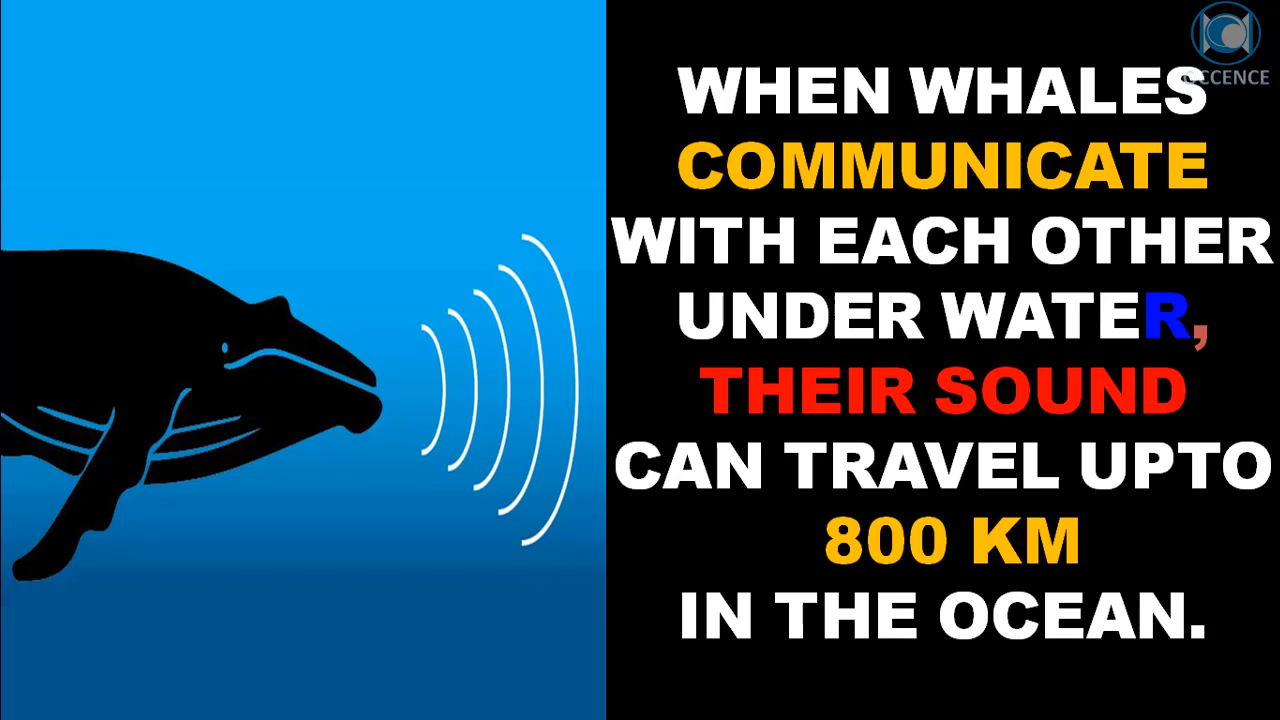 WHEN WHALES
COMMUNICATE
WITH EACH OTHER
UNDER WATER,
THEIR SOUND
CAN TRAVEL UPTO
800 KM
IN THE OCEAN.